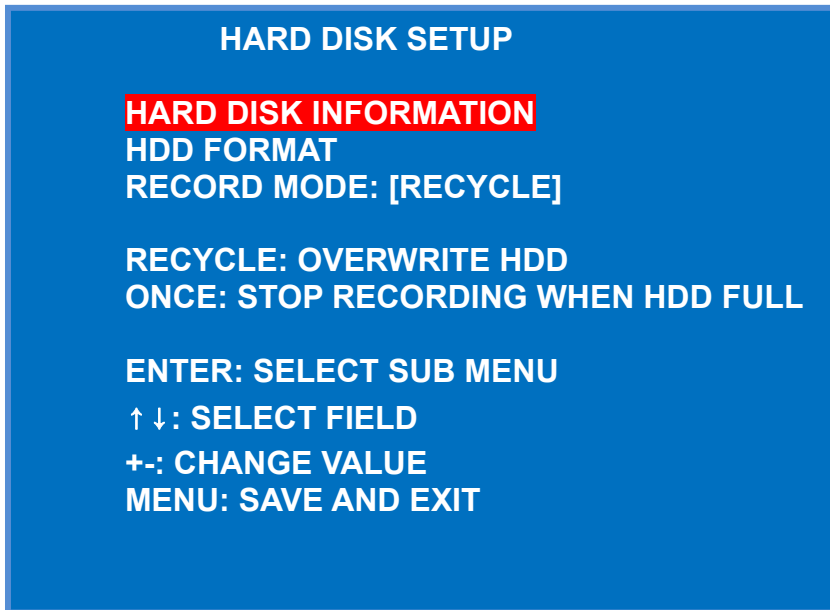 HARD DISK SETUP
HARD DISK INFORMATION
HDD FORMAT
RECORD MODE: [RECYCLE]
RECYCLE: OVERWRITE HDD
ONCE: STOP RECORDING WHEN HDD FULL
ENTER: SELECT SUB MENU
↑↓: SELECT FIELD
+-: CHANGE VALUE
MENU: SAVE AND EXIT